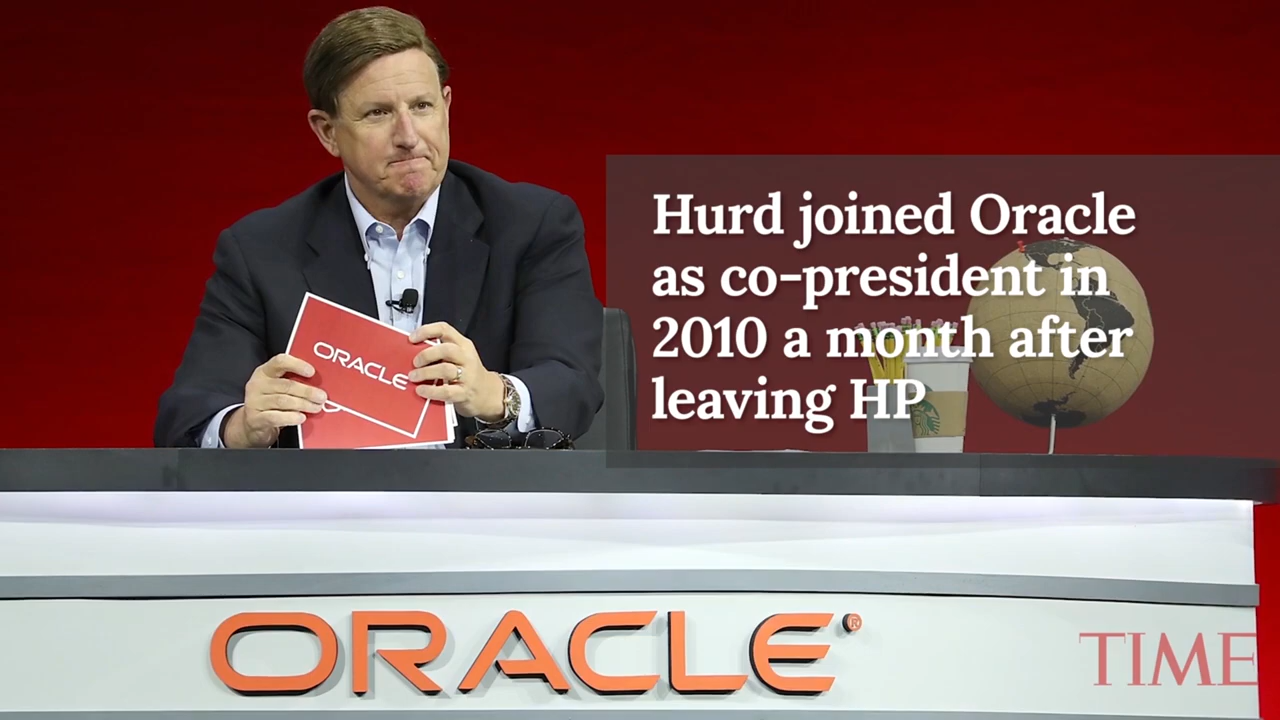 Hurd joined Oracle
as co-president in
2010 a month after
leaving HP
ORACLE
ORACLE®
TIME